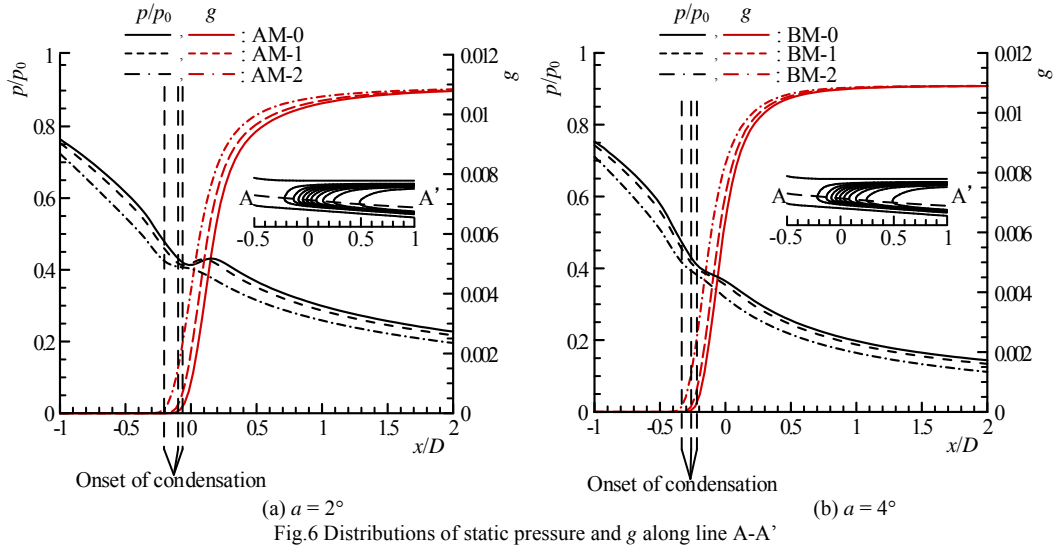 p/p0 , g
, : AM-0
, : AM-1
, : AM-2
p/p0
1
0.8
0.6
0.4
0.2
0
0.012
0.01
0.008
0.006
0.004
0.002
0
g
A A'
-0.5 0 0.5 1
-1 -0.5 0 0.5 1 1.5 2
x/D
Onset of condensation
(a) a = 2°
p/p0 , g
, : BM-0
, : BM-1
, : BM-2
p/p0
1
0.8
0.6
0.4
0.2
0
0.012
0.01
0.008
0.006
0.004
0.002
0
g
A A'
-0.5 0 0.5 1
-1 -0.5 0 0.5 1 1.5 2
x/D
Onset of condensation
(b) a = 4°
Fig.6 Distributions of static pressure and g along line A-A’